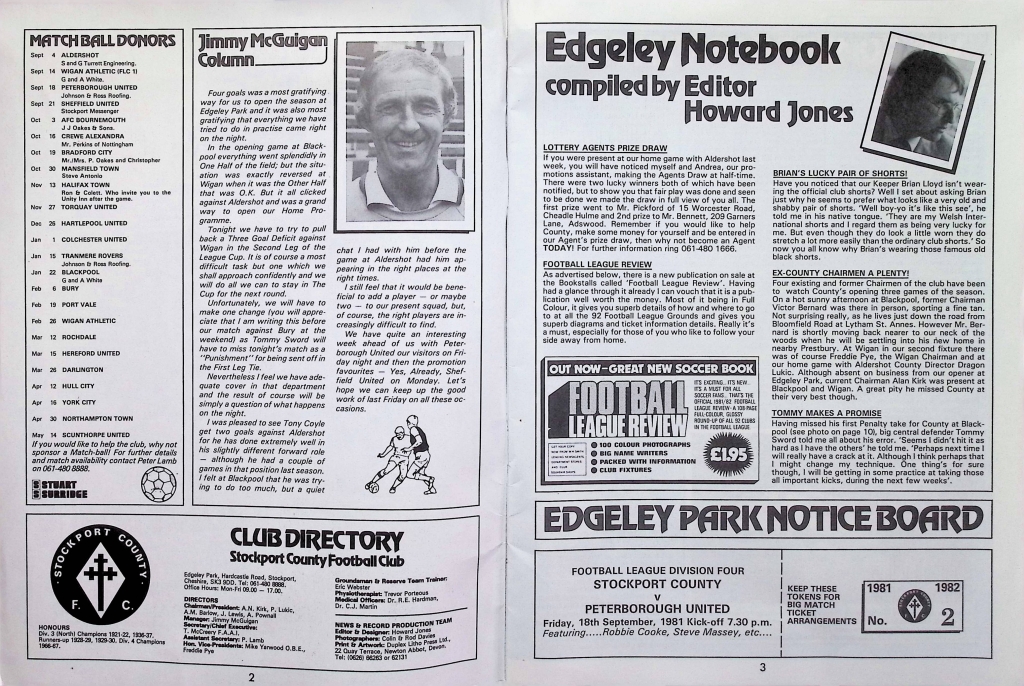 MATCH BALL DONORS
Sept 4 ALDERSHOT
S and G Turrett Engineering.
Sept 14 WIGAN ATHLETIC (FLC 1)
G and A White.
Sept 18 PETERBOROUGH UNITED
Johnson & Ross Roofing.
Sept 21 SHEFFIELD UNITED
Stockport Messenger
Oct 3 AFC BOURNEMOUTH
J J Oakes & Sons.
Oct 16 CREWE ALEXANDRA
Mr. Perkins of Nottingham
Oct 19 BRADFORD CITY
Mr./Mrs. P. Oakes and Christopher
Oct 30 MANSFIELD TOWN
Steve Antonio
Nov 13 HALIFAX TOWN
Ron & Colett. Who invite you to the
Unity Inn after the game.
Nov 27 TORQUAY UNITED
Dec 26 HARTLEPOOL UNITED
Jan 1 COLCHESTER UNITED
Jan 15 TRANMERE ROVERS
Johnson & Ross Roofing.
Jan 22 BLACKPOOL
G and A White
Feb 6 BURY
Feb 19 PORT VALE
Feb 26 WIGAN ATHLETIC
Mar 12 ROCHDALE
Mar 15 HEREFORD UNITED
Mar 26 DARLINGTON
Apr 12 HULL CITY
Apr 16 YORK CITY
Apr 30 NORTHAMPTON TOWN
May 14 SCUNTHORPE UNITED
If you would like to help the club, why not
sponsor a Match-ball! For further details
and match availability contact Peter Lamb
on 061-480 8888.
STUART
SURRIDGE
Jimmy McGuigan
Column
Four goals was a most gratifying
way for us to open the season at
Edgeley Park and it was also most
gratifying that everything we have
tried to do in practise came right
on the night.
In the opening game at Black-
pool everything went splendidly in
One Half of the field; but the situ-
ation was exactly reversed at
Wigan when it was the Other Half
that was O.K. But it all clicked
against Aldershot and was a grand
way to open our Home Pro-
gramme.
Tonight we have to try to pull
back a Three Goal Deficit against
Wigan in the Second Leg of the
League Cup. It is of course a most
difficult task but one which we
shall approach confidently and we
will do all we can to stay in The
Cup for the next round.
Unfortunately, we will have to
make one change (you will appre-
ciate that I am writing this before
our match against Bury at the
weekend) as Tommy Sword will
have to miss tonight's match as a
"Punishment" for being sent off in
the First Leg Tie.
Nevertheless I feel we have ade-
quate cover in that department
and the result of course will be
simply a question of what happens
on the night.
I was pleased to see Tony Coyle
get two goals against Aldershot
for he has done extremely well in
his slightly different forward role
– although he had a couple of
games in that position last season.
I felt at Blackpool that he was try-
ing to do too much, but a quiet
chat I had with him before the
game at Aldershot had him ap-
pearing in the right places at the
right times.
I still feel that it would be bene-
ficial to add a player – or maybe
two – to our present squad, but,
of course, the right players are in-
creasingly difficult to find.
We have quite an interesting
week ahead of us with Peter-
borough United our visitors on Fri-
day night and then the promotion
favourites – Yes, Already, Shef-
field United on Monday. Let's
hope we can keep up the good
work of last Friday on all these oc-
casions.
STOCKPORT COUNTY
F. C.
HONOURS
Div. 3 (North) Champions 1921-22, 1936-37.
Runners-up 1928-29, 1929-30. Div. 4 Champions
1966-67.
CLUB DIRECTORY
Stockport County Football Club
Edgeley Park, Hardcastle Road, Stockport,
Cheshire, SK3 9DD. Tel: 061-480 8888.
Office Hours: Mon-Fri 09.00 — 17.00.
DIRECTORS
Chairman/President: A.N. Kirk, P. Lukic,
A.M. Barlow, J. Lewis, A. Pownall
Manager: Jimmy McGuigan
Secretary/Chief Executive:
T. McCreery F.A.A.I.
Assistant Secretary: P. Lamb
Hon. Vice-Presidents: Mike Yarwood O.B.E.,
Freddie Pye
Groundsman & Reserve Team Trainer:
Eric Webster
Physiotherapist: Trevor Porteous
Medical Officers: Dr. R.E. Hardman,
Dr. C.J. Martin
NEWS & RECORD PRODUCTION TEAM
Editor & Designer: Howard Jones
Photographers: Colin & Rod Davies
Print & Artwork: Duplex Litho Press Ltd.,
22 Quay Terrace, Newton Abbot, Devon.
Tel: (0626) 66263 or 62131
2
Edgeley Notebook
compiled by Editor
Howard Jones
LOTTERY AGENTS PRIZE DRAW
If you were present at our home game with Aldershot last
week, you will have noticed myself and Andrea, our pro-
motions assistant, making the Agents Draw at half-time.
There were two lucky winners both of which have been
notified, but to show you that fair play was done and seen
to be done we made the draw in full view of you all. The
first prize went to Mr. Pickford of 15 Worcester Road,
Cheadle Hulme and 2nd prize to Mr. Bennett, 209 Garners
Lane, Adswood. Remember if you would like to help
County, make some money for yourself and be entered in
our Agent's prize draw, then why not become an Agent
TODAY! For further information ring 061-480 1666.
FOOTBALL LEAGUE REVIEW
As advertised below, there is a new publication on sale at
the Bookstalls called 'Football League Review'. Having
had a glance through it already I can vouch that it is a pub-
lication well worth the money. Most of it being in Full
Colour, it gives you superb details of how and where to go
to at all the 92 Football League Grounds and gives you
superb diagrams and ticket information details. Really it's
a must, especially for those of you who like to follow your
side away from home.
OUT NOW – GREAT NEW SOCCER BOOK
FOOTBALL
LEAGUE REVIEW
IT'S EXCITING... IT'S NEW...
IT'S A MUST FOR ALL
SOCCER FANS... THAT'S THE
OFFICIAL 1981/82 FOOTBALL
LEAGUE REVIEW – A 108-PAGE
FULL-COLOUR, GLOSSY
ROUND-UP OF ALL 92 CLUBS
IN THE FOOTBALL LEAGUE.
100 COLOUR PHOTOGRAPHS
BIG NAME WRITERS
PACKED WITH INFORMATION
CLUB FIXTURES
£1.95
BRIAN'S LUCKY PAIR OF SHORTS!
Have you noticed that our Keeper Brian Lloyd isn't wear-
ing the official club shorts? Well I set about asking Brian
just why he seems to prefer what looks like a very old and
shabby pair of shorts. 'Well boy-yo it's like this see', he
told me in his native tongue. 'They are my Welsh Inter-
national shorts and I regard them as being very lucky for
me. But even though they do look a little worn they do
stretch a lot more easily than the ordinary club shorts.' So
now you all know why Brian's wearing those famous old
black shorts.
EX-COUNTY CHAIRMEN A PLENTY!
Four existing and former Chairmen of the club have been
to watch County's opening three games of the season.
On a hot sunny afternoon at Blackpool, former Chairman
Victor Bernard was there in person, sporting a fine tan.
Not surprising really, as he lives just down the road from
Bloomfield Road at Lytham St. Annes. However Mr. Ber-
nard is shortly moving back nearer to our neck of the
woods when he will be settling into his new home in
nearby Prestbury. At Wigan in our second fixture there
was of course Freddie Pye, the Wigan Chairman and at
our home game with Aldershot County Director Dragon
Lukic. Although absent on business from our opener at
Edgeley Park, current Chairman Alan Kirk was present at
Blackpool and Wigan. A great pity he missed County at
their very best though.
TOMMY MAKES A PROMISE
Having missed his first Penalty take for County at Black-
pool (see photo on page 10), big central defender Tommy
Sword told me all about his error. 'Seems I didn't hit it as
hard as I have the others' he told me. 'Perhaps next time I
will really have a crack at it. Although I think perhaps that
I might change my technique. One thing's for sure
though, I will be getting in some practice at taking those
all important kicks, during the next few weeks'.
EDGELEY PARK NOTICE BOARD
FOOTBALL LEAGUE DIVISION FOUR
STOCKPORT COUNTY
v
PETERBOROUGH UNITED
Friday, 18th September, 1981 Kick-off 7.30 p.m.
Featuring.....Robbie Cooke, Steve Massey, etc....
KEEP THESE
TOKENS FOR
BIG MATCH
TICKET
ARRANGEMENTS
1981 1982
No. 2
3